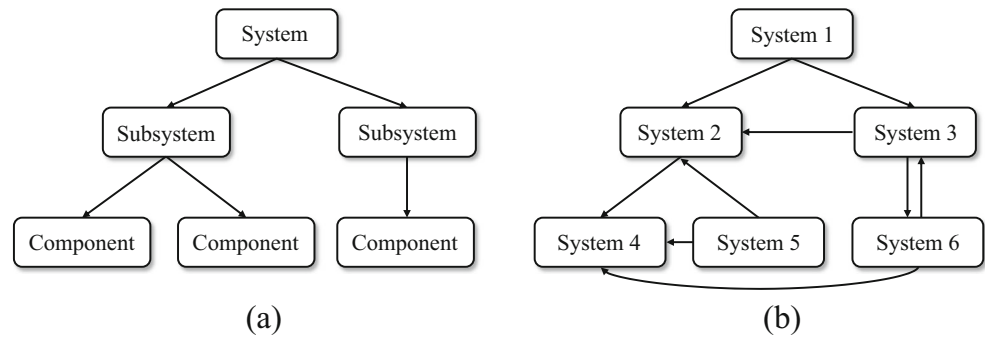 System
System 1
Subsystem
Subsystem
System 2
System 3
Component
Component
Component
System 4
System 5
System 6
(a)
(b)